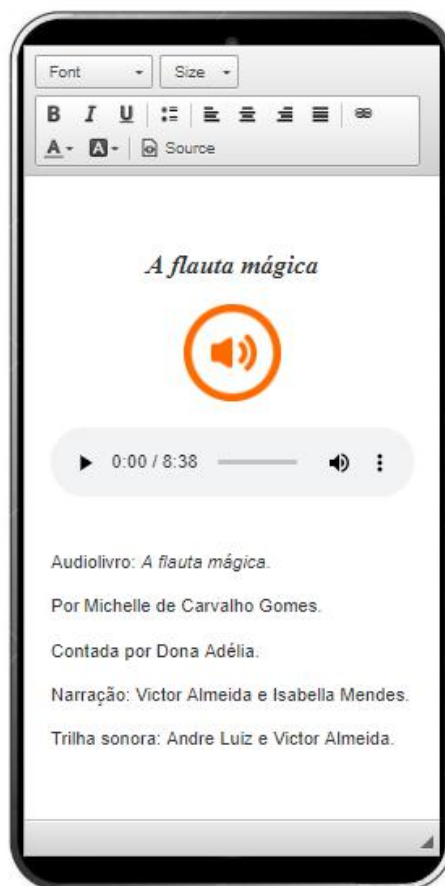 Font Size
B I U
A A Source
A flauta mágica
0:00 / 8:38
Audiolivro: A flauta mágica.
Por Michelle de Carvalho Gomes.
Contada por Dona Adélia.
Narração: Victor Almeida e Isabella Mendes.
Trilha sonora: Andre Luiz e Victor Almeida.